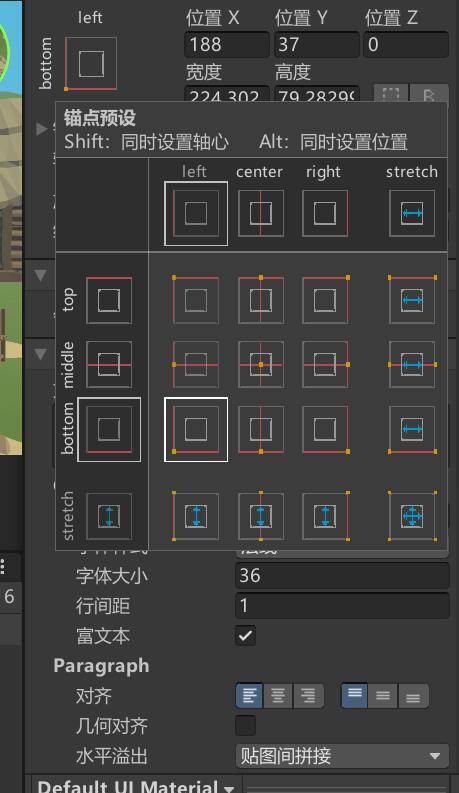 left
位置 X 位置 Y 位置 Z
bottom
188 37 0
宽度 高度
224.302 79.28299
B
锚点预设
Shift: 同时设置轴心 Alt: 同时设置位置
left center right stretch
top
middle
bottom
stretch
6
字体大小 36
行间距 1
富文本
Paragraph
对齐
几何对齐
水平溢出 贴图间拼接
Default UI Material